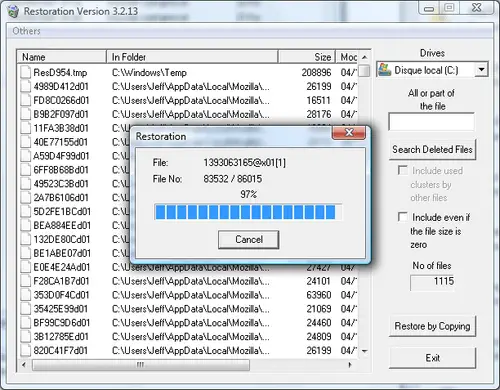 Restoration Version 3.2.13
Others
Name In Folder Size Moc
ResD954.tmp C:\Windows\Temp 208896 04/
4989D412d01 C:\Users\Jeff\AppData\Local\Mozilla\... 26199 04/
FD8C0266d01 C:\Users\Jeff\AppData\Local\Mozilla\... 16511 04/
B9B2F097d01 C:\Users\Jeff\AppData\Local\Mozilla\... 28176 04/
11FA3B38d01
40E77155d01
A59D4F99d01
6FF8B68Bd01
49523C3Bd01
2A7B6106d01
5D2FE1BCd01
BEA884EEd01
132DE80Cd01
BE1ABE07d01
E0E4E24Ad01 C:\Users\Jeff\AppData\Local\Mozilla\... 27427 04/
F28CA1B7d01 C:\Users\Jeff\AppData\Local\Mozilla\... 24101 04/
353D0F4Cd01 C:\Users\Jeff\AppData\Local\Mozilla\... 63960 04/
35425E99d01 C:\Users\Jeff\AppData\Local\Mozilla\... 21069 04/
BF99C9D6d01 C:\Users\Jeff\AppData\Local\Mozilla\... 24460 04/
3B12785Ed01 C:\Users\Jeff\AppData\Local\Mozilla\... 24809 04/
820C41F7d01 C:\Users\Jeff\AppData\Local\Mozilla\... 26199 04/
Restoration
File: 1393063165@x01[1]
File No: 83532 / 86015
97%
Cancel
Drives
Disque local (C:)
All or part of
the file
Search Deleted Files
Include used
clusters by
other files
Include even if
the file size is
zero
No of files
1115
Restore by Copying
Exit